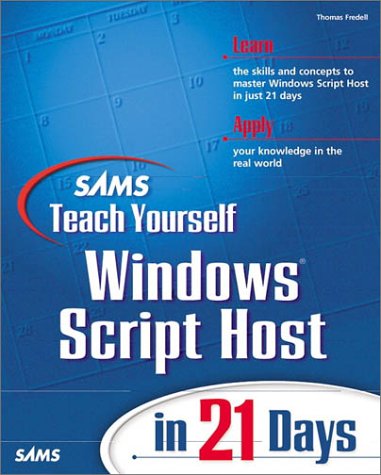 Thomas Fredell
Learn
the skills and concepts to
master Windows Script Host
in just 21 days
Apply
your knowledge in the
real world
SAMS
Teach Yourself
Windows®
Script Host
in 21 Days
SAMS